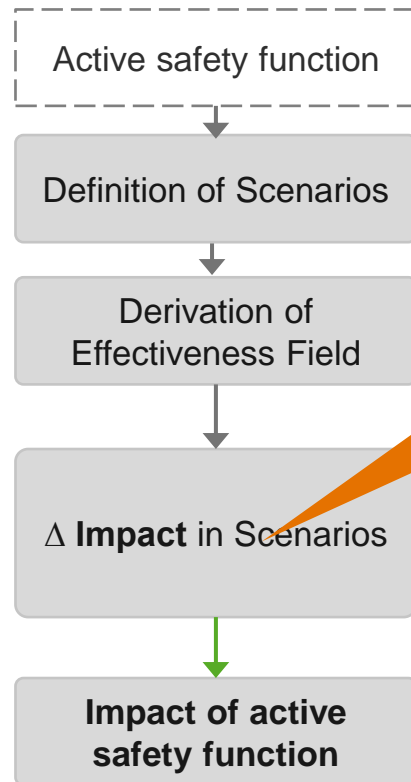 Active safety function
Definition of Scenarios
Derivation of
Effectiveness Field
Δ Impact in Scenarios
Impact of active
safety function